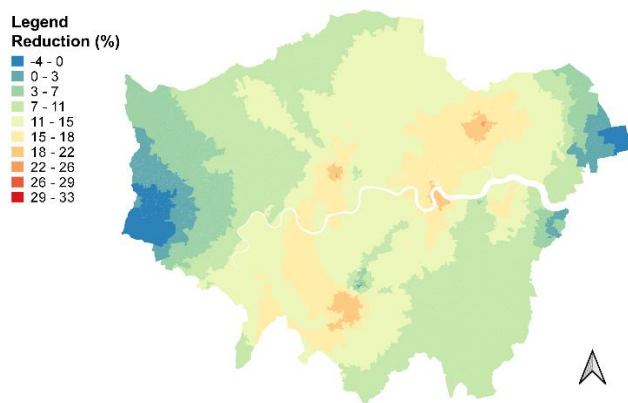 Legend
Reduction (%)
-4 - 0
0 - 3
3 - 7
7 - 11
11 - 15
15 - 18
18 - 22
22 - 26
26 - 29
29 - 33